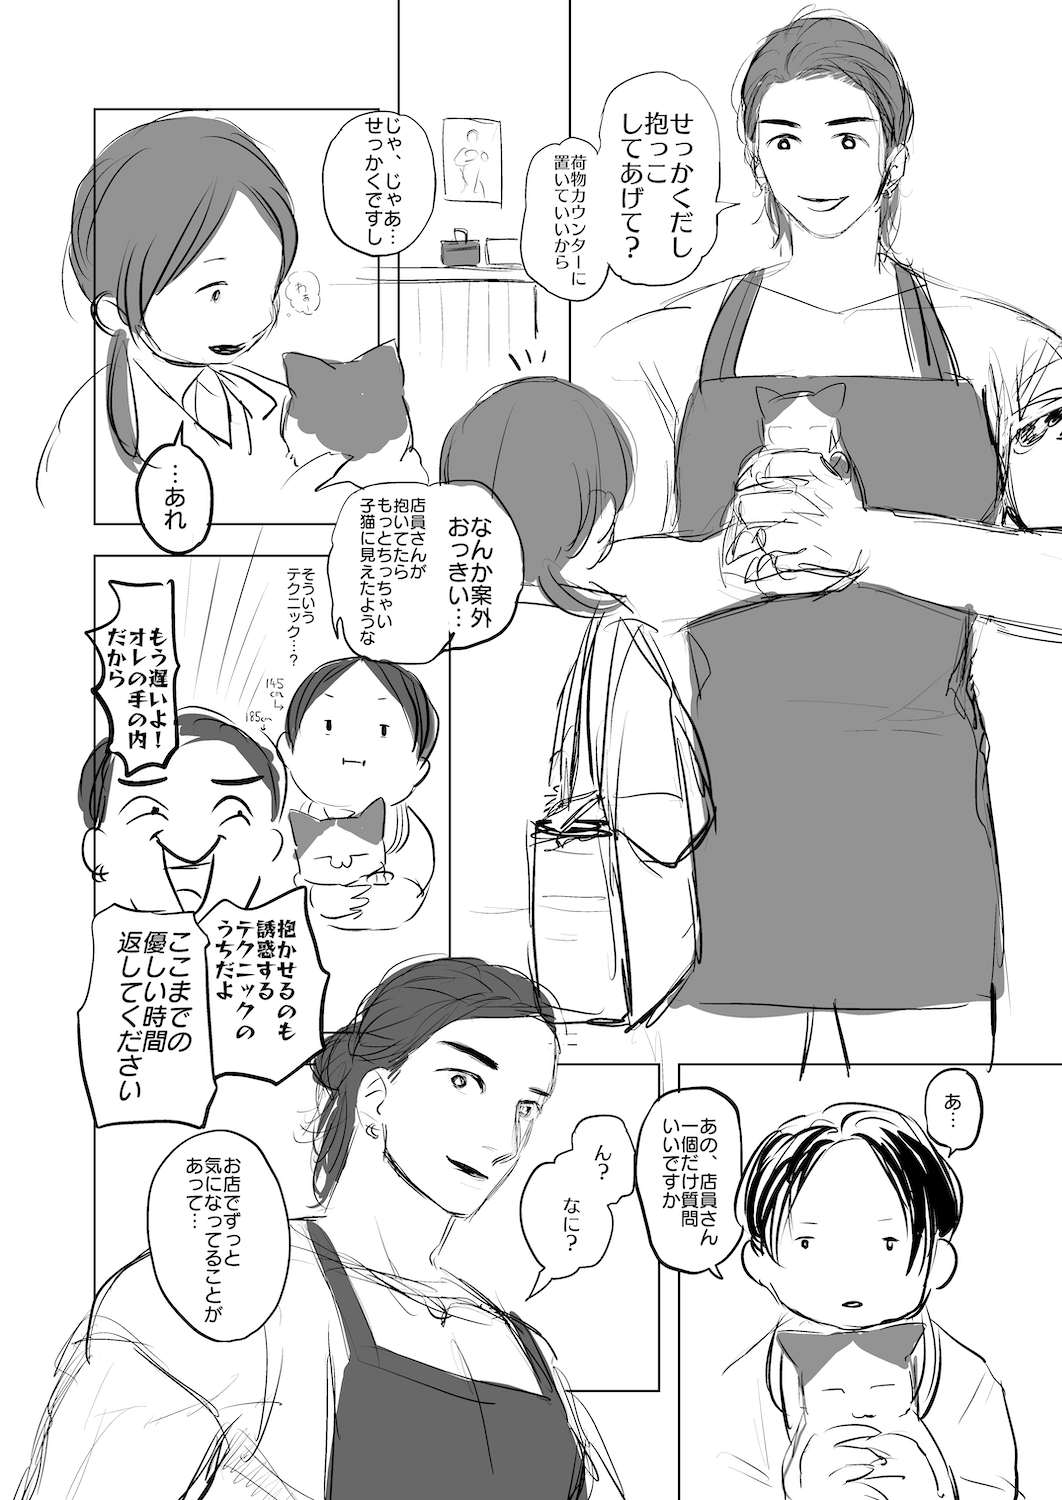 せっかくだし
抱っこ
してあげて?
荷物カウンターに
置いていいから
じゃ、じゃあ…
せっかくですし
わぁ
…あれ
なんか案外
おっきい…
店員さんが
抱いてたら
もっとちっちゃい
子猫に見えたような
そういう
テクニック…?
145
cm
185cm
もう遅いよ!
オレの手の内
だから
抱かせるのも
誘惑する
テクニックの
うちだよ
ここまでの
優しい時間
返してください
あ…
あの、店員さん
一個だけ質問
いいですか
ん?
なに?
お店でずっと
気になってることが
あって…